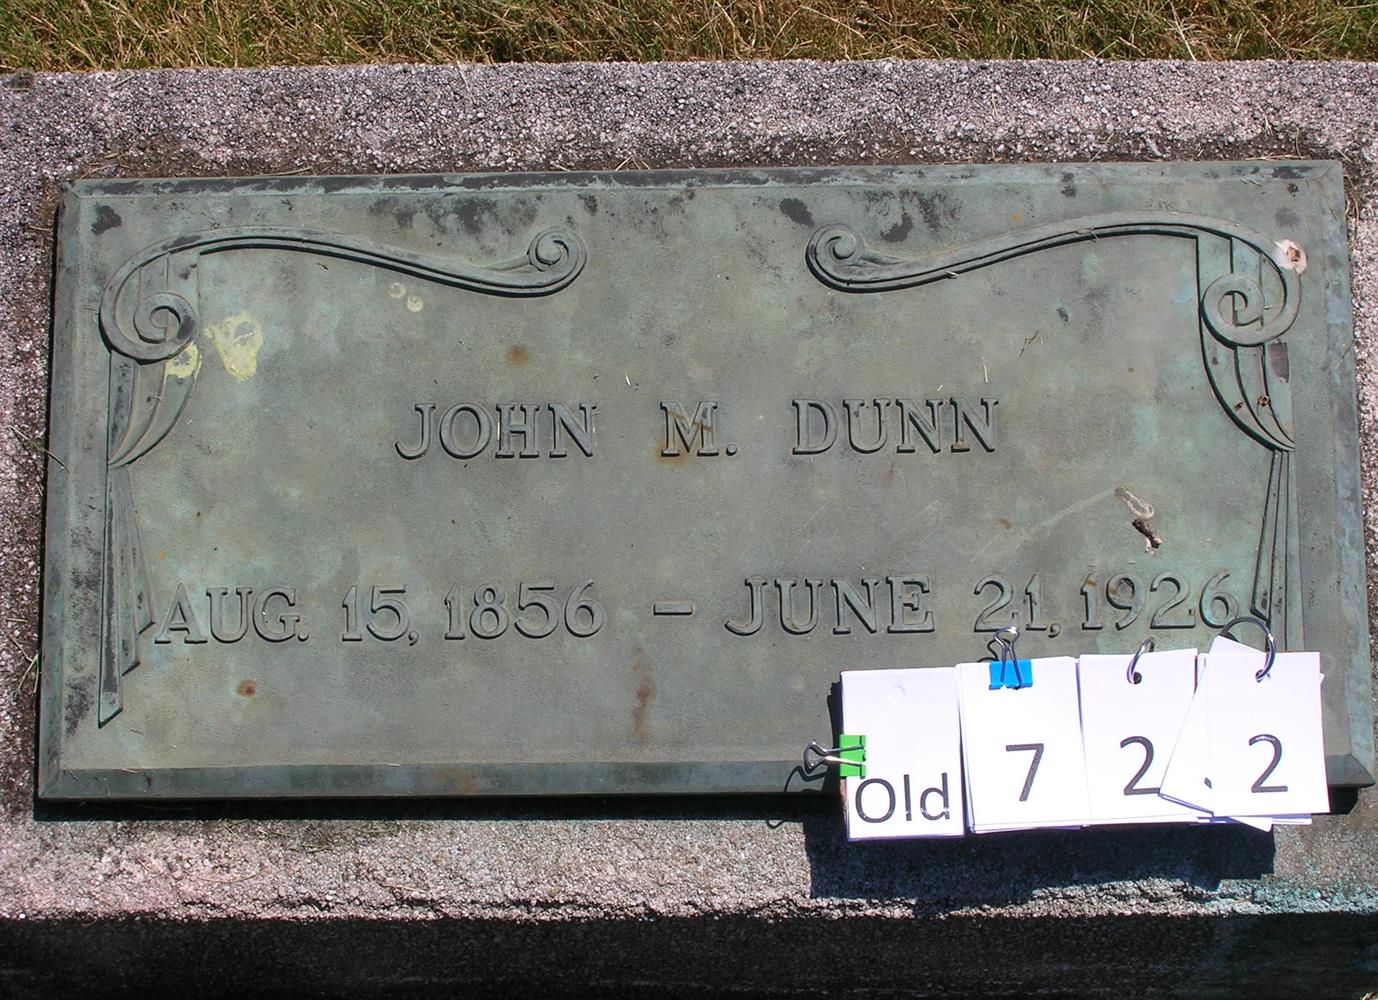 JOHN M. DUNN
AUG. 15, 1856 – JUNE 21, 1926
Old 7 2 2